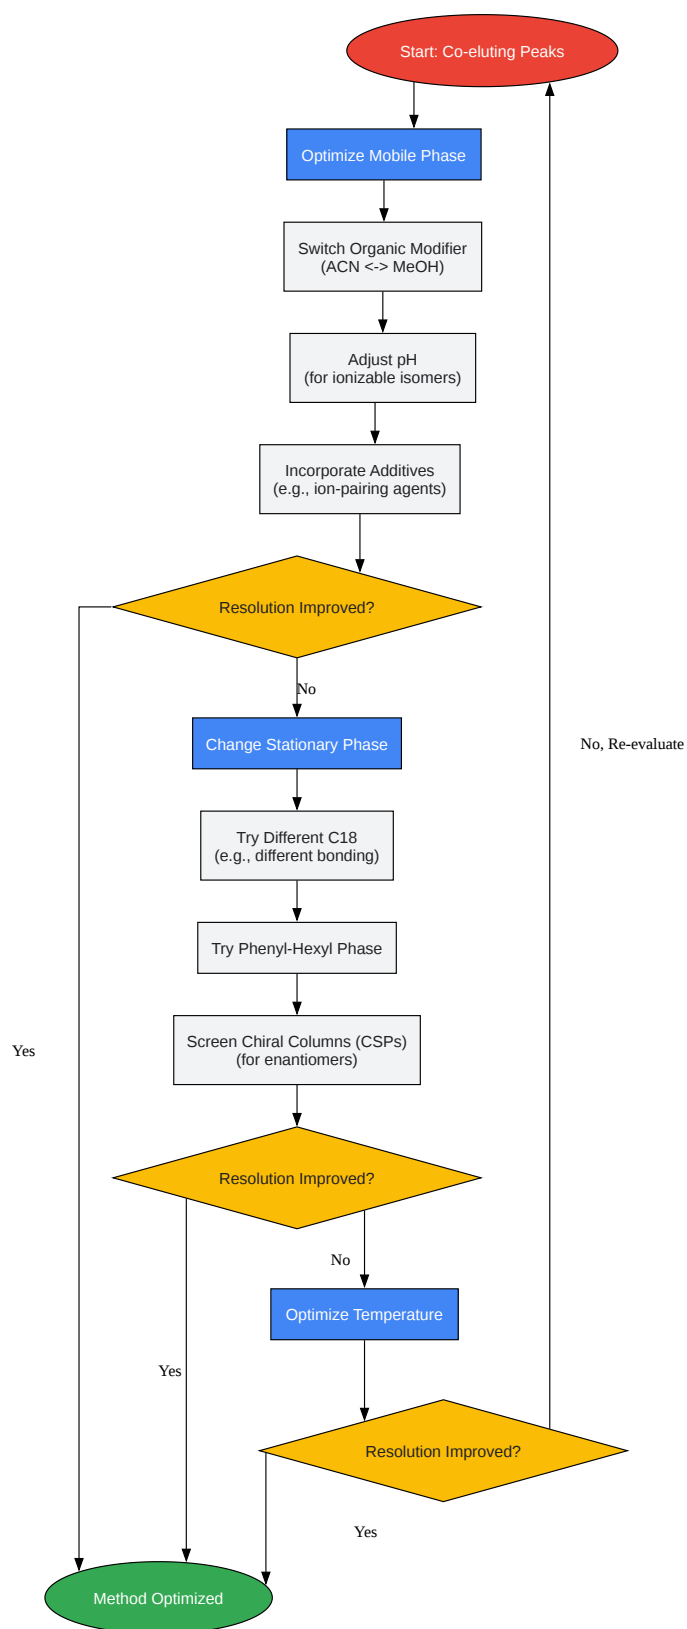 Start: Co-eluting Peaks
Optimize Mobile Phase
Switch Organic Modifier
(ACN <-> MeOH)
Adjust pH
(for ionizable isomers)
Incorporate Additives
(e.g., ion-pairing agents)
Resolution Improved?
No
Change Stationary Phase
No, Re-evaluate
Try Different C18
(e.g., different bonding)
Try Phenyl-Hexyl Phase
Screen Chiral Columns (CSPs)
(for enantiomers)
Yes
Resolution Improved?
No
Optimize Temperature
Yes
Resolution Improved?
Yes
Method Optimized